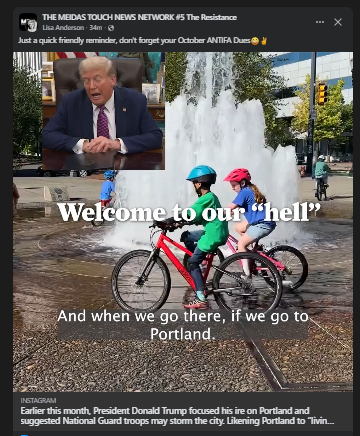 THE MEIDAS TOUCH NEWS NETWORK #5 The Resistance
Lisa Anderson · 34m ·
Just a quick friendly reminder, don't forget your October ANTIFA Dues😂✌
Welcome to our “hell”
And when we go there, if we go to
Portland.
INSTAGRAM
Earlier this month, President Donald Trump focused his ire on Portland and
suggested National Guard troops may storm the city. Likening Portland to “livin...